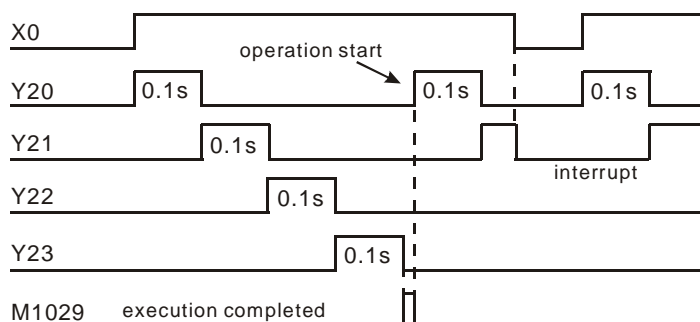 X0
operation start
Y20 0.1s 0.1s 0.1s
Y21 0.1s
interrupt
Y22 0.1s
Y23 0.1s
M1029 execution completed